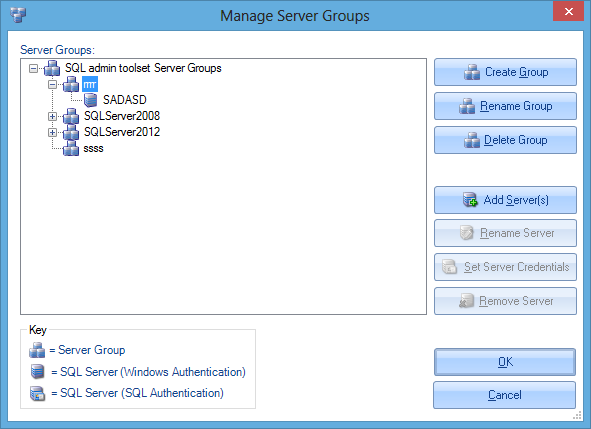 Manage Server Groups
Server Groups:
SQL admin toolset Server Groups
rrrr
SADASD
SQLServer2008
SQLServer2012
ssss
Create Group
Rename Group
Delete Group
Add Server(s)
Rename Server
Set Server Credentials
Remove Server
Key
= Server Group
= SQL Server (Windows Authentication)
= SQL Server (SQL Authentication)
OK
Cancel